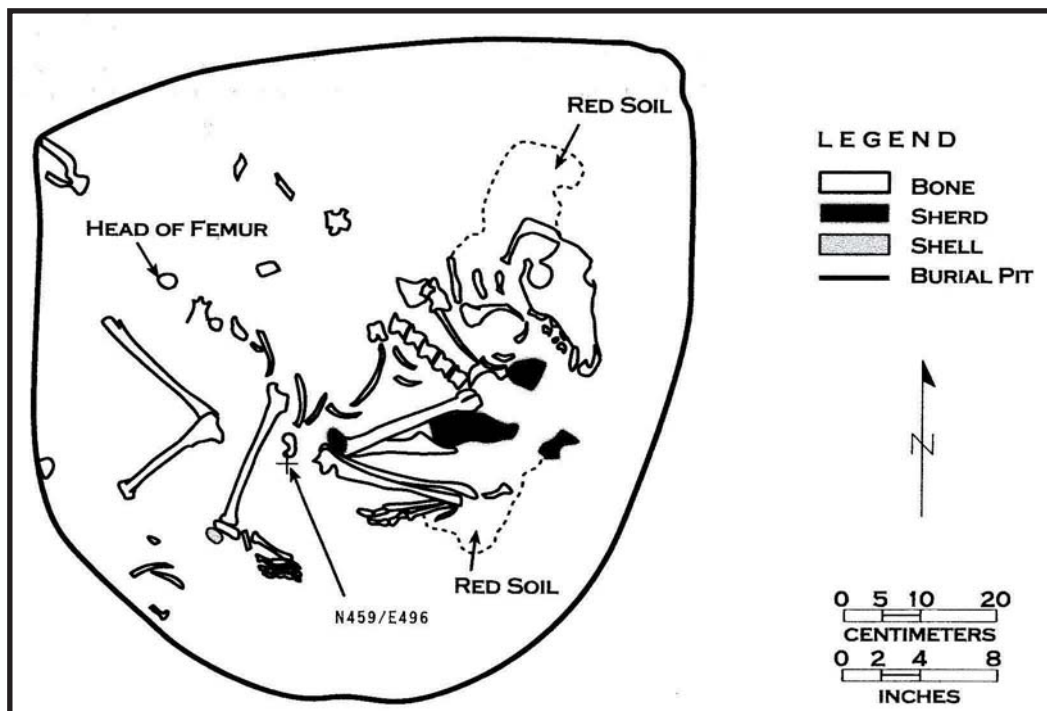 RED SOIL
HEAD OF FEMUR
RED SOIL
N459/E496
LEGEND
BONE
SHERD
SHELL
BURIAL PIT
N
0 5 10 20
CENTIMETERS
0 2 4 8
INCHES